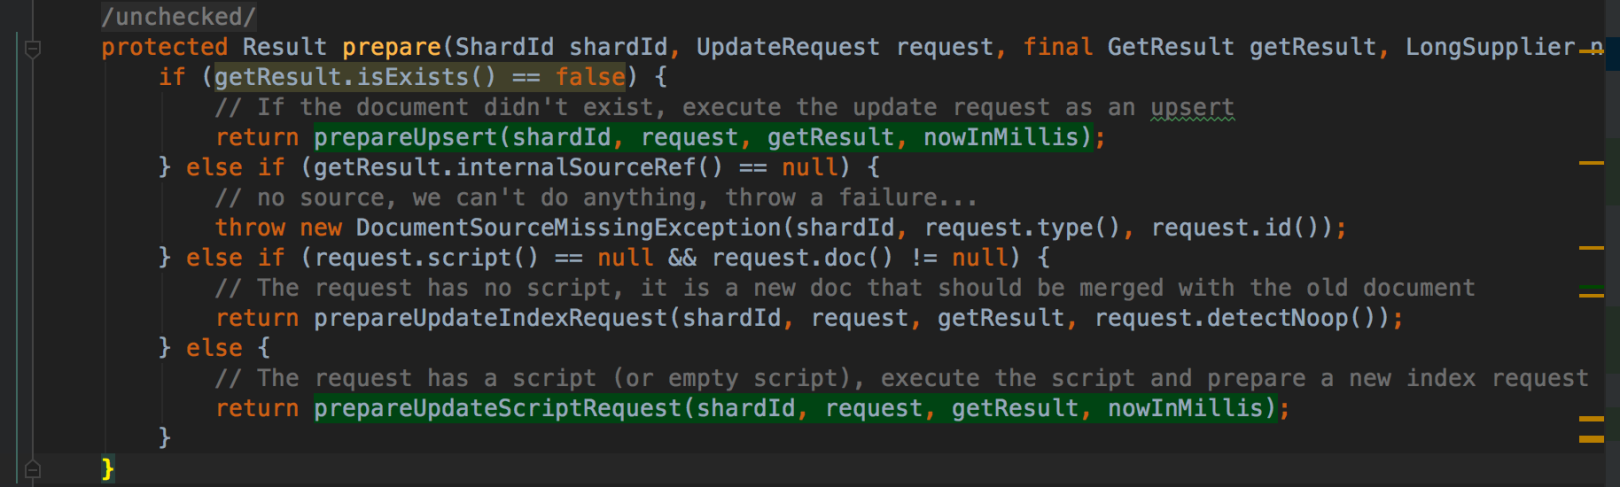 /unchecked/
protected Result prepare(ShardId shardId, UpdateRequest request, final GetResult getResult, LongSupplier
if (getResult.isExists() == false) {
// If the document didn't exist, execute the update request as an upsert
return prepareUpsert(shardId, request, getResult, nowInMillis);
} else if (getResult.internalSourceRef() == null) {
// no source, we can't do anything, throw a failure...
throw new DocumentSourceMissingException(shardId, request.type(), request.id());
} else if (request.script() == null && request.doc() != null) {
// The request has no script, it is a new doc that should be merged with the old document
return prepareUpdateIndexRequest(shardId, request, getResult, request.detectNoop());
} else {
// The request has a script (or empty script), execute the script and prepare a new index request
return prepareUpdateScriptRequest(shardId, request, getResult, nowInMillis);
}
}